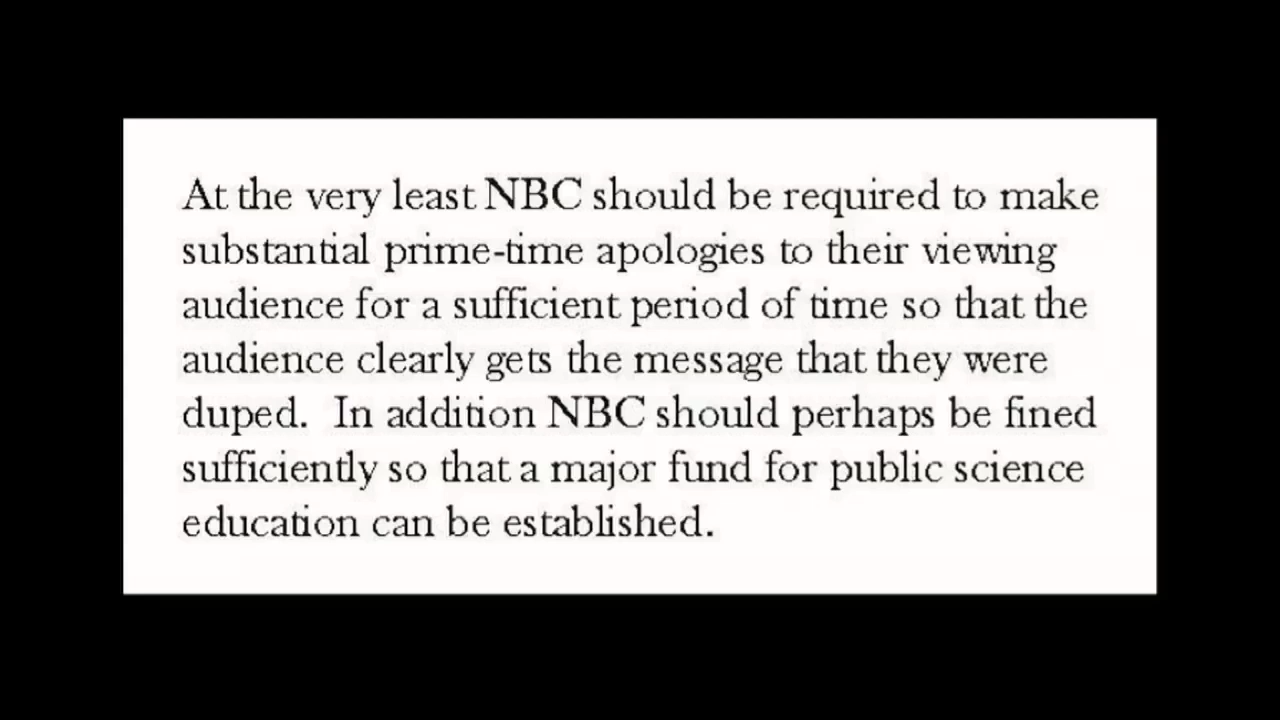 At the very least NBC should be required to make
substantial prime-time apologies to their viewing
audience for a sufficient period of time so that the
audience clearly gets the message that they were
duped.  In addition NBC should perhaps be fined
sufficiently so that a major fund for public science
education can be established.